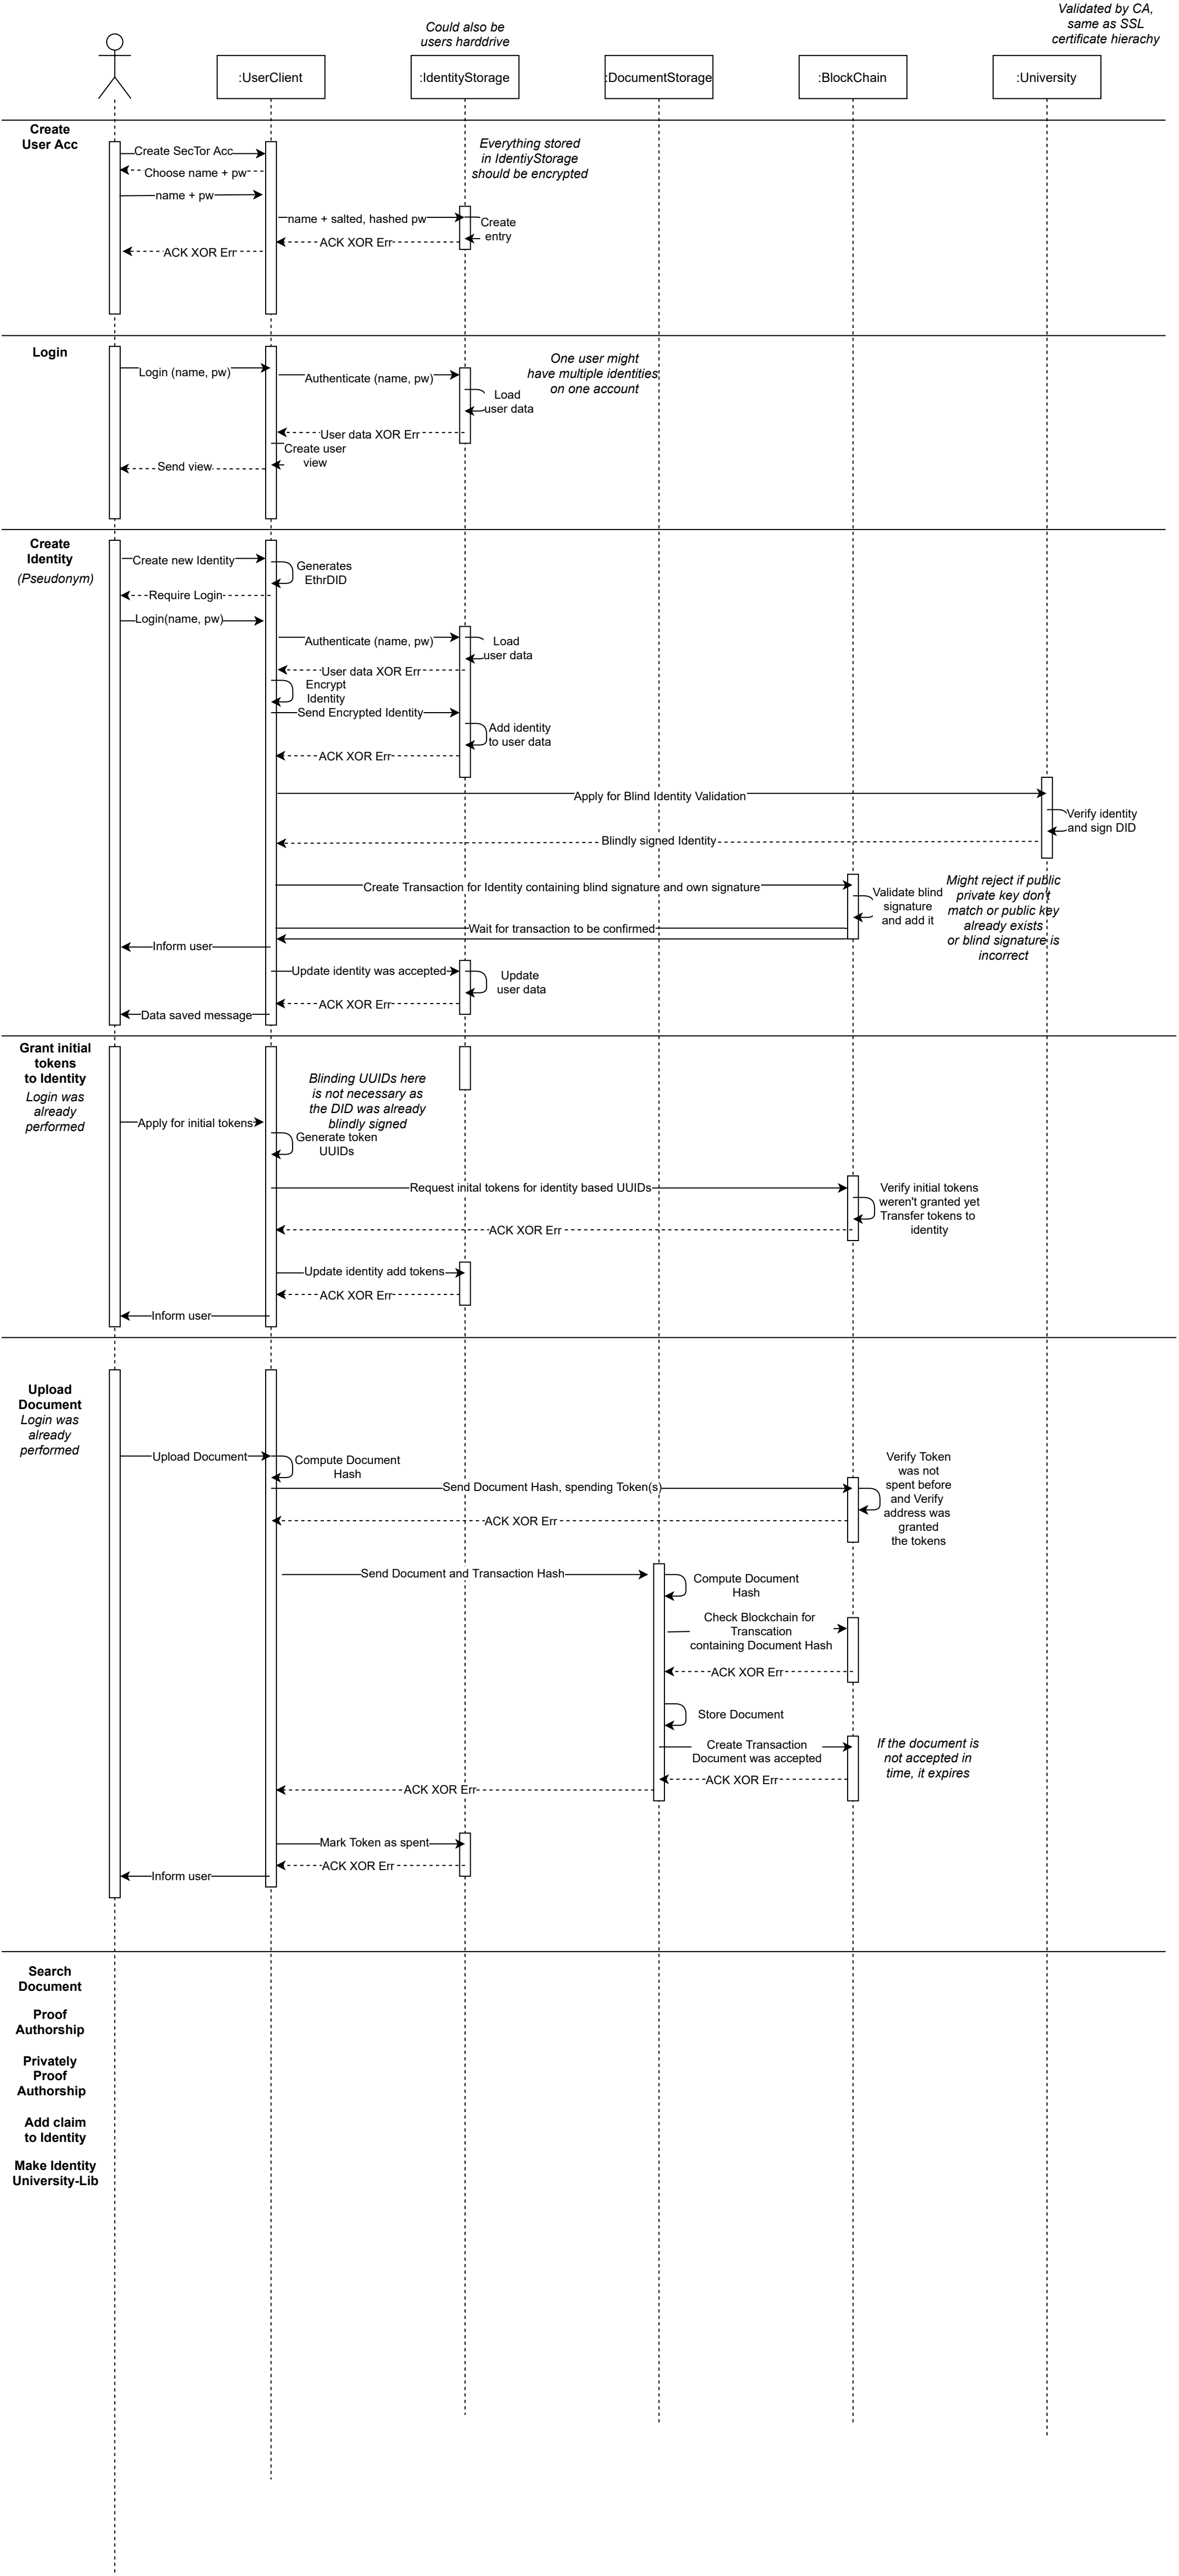 Could also be
users harddrive
Validated by CA,
same as SSL
certificate hierachy
:UserClient
:IdentityStorage
:DocumentStorage
:BlockChain
:University
Create
User Acc
Create SecTor Acc
Choose name + pw
name + pw
Everything stored
in IdentiyStorage
should be encrypted
name + salted, hashed pw
Create
entry
ACK XOR Err
ACK XOR Err
Login
Login (name, pw)
Authenticate (name, pw)
One user might
have multiple identities
on one account
Load
user data
User data XOR Err
Create user
view
Send view
Create
Identity
(Pseudonym)
Create new Identity
Generates
EthrDID
Require Login
Login(name, pw)
Authenticate (name, pw)
Load
user data
User data XOR Err
Encrypt
Identity
Send Encrypted Identity
Add identity
to user data
ACK XOR Err
Apply for Blind Identity Validation
Verify identity
and sign DID
Blindly signed Identity
Create Transaction for Identity containing blind signature and own signature
Validate blind
signature
and add it
Might reject if public
private key don't
match or public key
already exists
or blind signature is
incorrect
Wait for transaction to be confirmed
Inform user
Update identity was accepted
Update
user data
ACK XOR Err
Data saved message
Grant initial
tokens
to Identity
Login was
already
performed
Blinding UUIDs here
is not necessary as
the DID was already
blindly signed
Apply for initial tokens
Generate token
UUIDs
Request inital tokens for identity based UUIDs
Verify initial tokens
weren't granted yet
Transfer tokens to
identity
ACK XOR Err
Update identity add tokens
ACK XOR Err
Inform user
Upload
Document
Login was
already
performed
Upload Document
Compute Document
Hash
Send Document Hash, spending Token(s)
Verify Token
was not
spent before
and Verify
address was
granted
the tokens
ACK XOR Err
Send Document and Transaction Hash
Compute Document
Hash
Check Blockchain for
Transcation
containing Document Hash
ACK XOR Err
Store Document
Create Transaction
Document was accepted
If the document is
not accepted in
time, it expires
ACK XOR Err
ACK XOR Err
Mark Token as spent
ACK XOR Err
Inform user
Search
Document
Proof
Authorship
Privately
Proof
Authorship
Add claim
to Identity
Make Identity
University-Lib